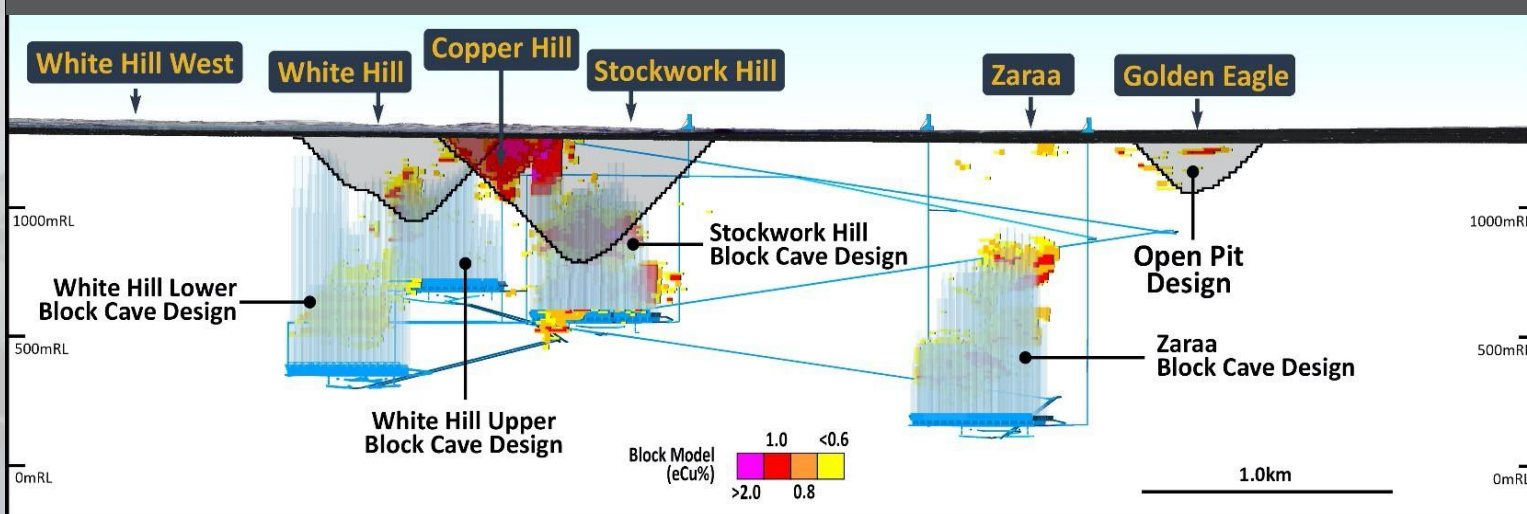 White Hill West
White Hill
Copper Hill
Stockwork Hill
Zaraa
Golden Eagle
1000mRL
1000mRL
Stockwork Hill
Block Cave Design
Open Pit
Design
White Hill Lower
Block Cave Design
500mRL
500mRL
Zaraa
Block Cave Design
White Hill Upper
Block Cave Design
Block Model
(eCu%)
1.0
<0.6
>2.0
0.8
1.0km
0mRL
0mRL